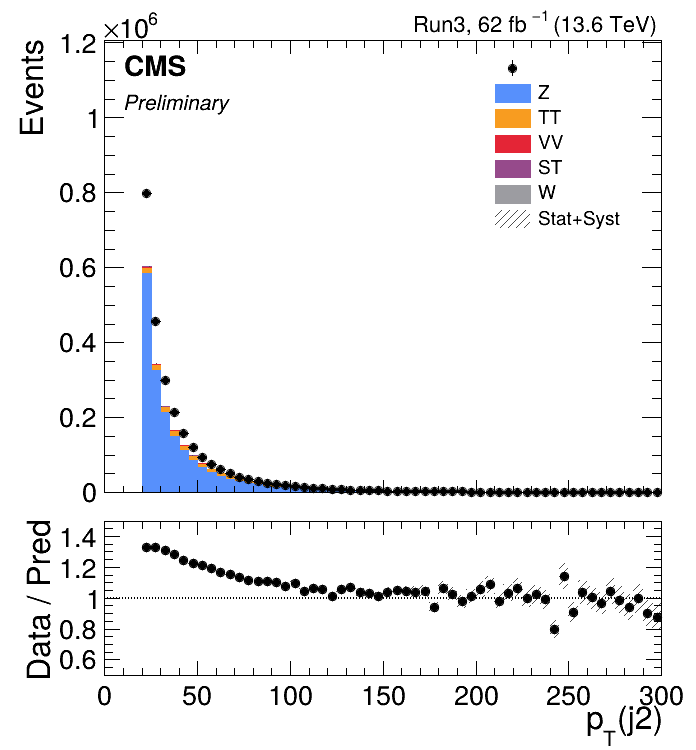 ×10⁶
Run3, 62 fb⁻¹ (13.6 TeV)
Events
1.2
1
0.8
0.6
0.4
0.2
0
CMS
Preliminary
Z
TT
VV
ST
W
Stat+Syst
Data / Pred
1.4
1.2
1
0.8
0.6
0
50
100
150
200
250
300
p_T(j2)